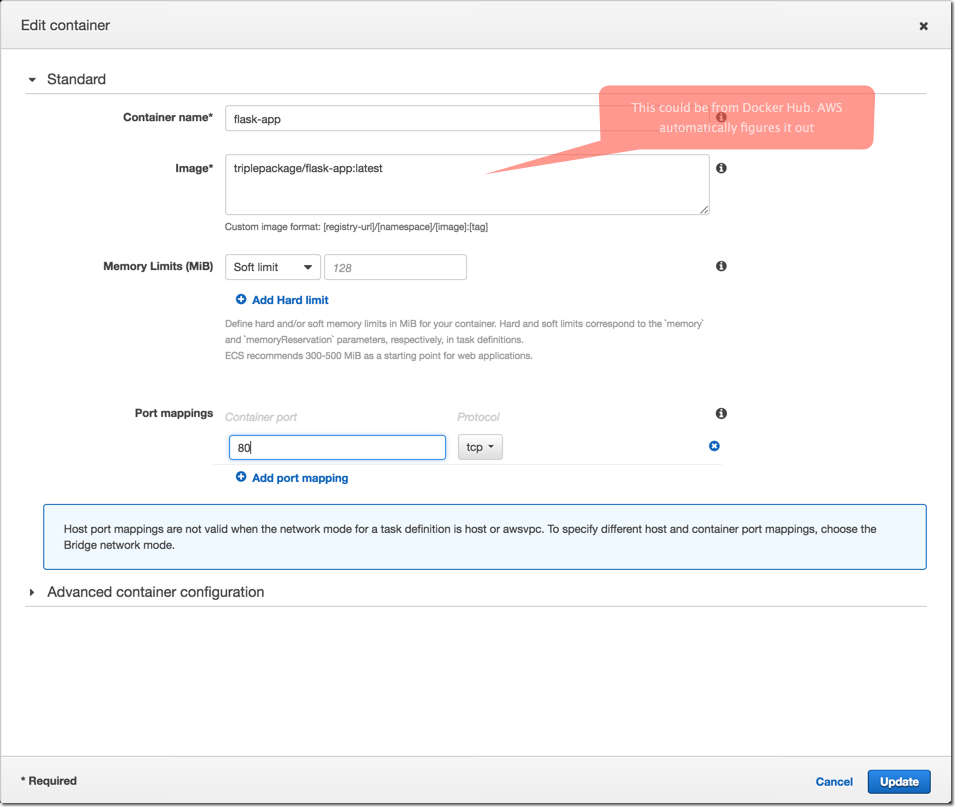 Edit container
Standard
This could be from Docker Hub. AWS
automatically figures it out
Container name*
flask-app
Image*
triplepackage/flask-app:latest
Custom image format: [registry-url]/[namespace]/[image]:[tag]
Memory Limits (MiB)
Soft limit
128
Add Hard limit
Define hard and/or soft memory limits in MiB for your container. Hard and soft limits correspond to the `memory`
and `memoryReservation` parameters, respectively, in task definitions.
ECS recommends 300-500 MiB as a starting point for web applications.
Port mappings
Container port
Protocol
80
tcp
Add port mapping
Host port mappings are not valid when the network mode for a task definition is host or awsvpc. To specify different host and container port mappings, choose the
Bridge network mode.
Advanced container configuration
* Required
Cancel
Update